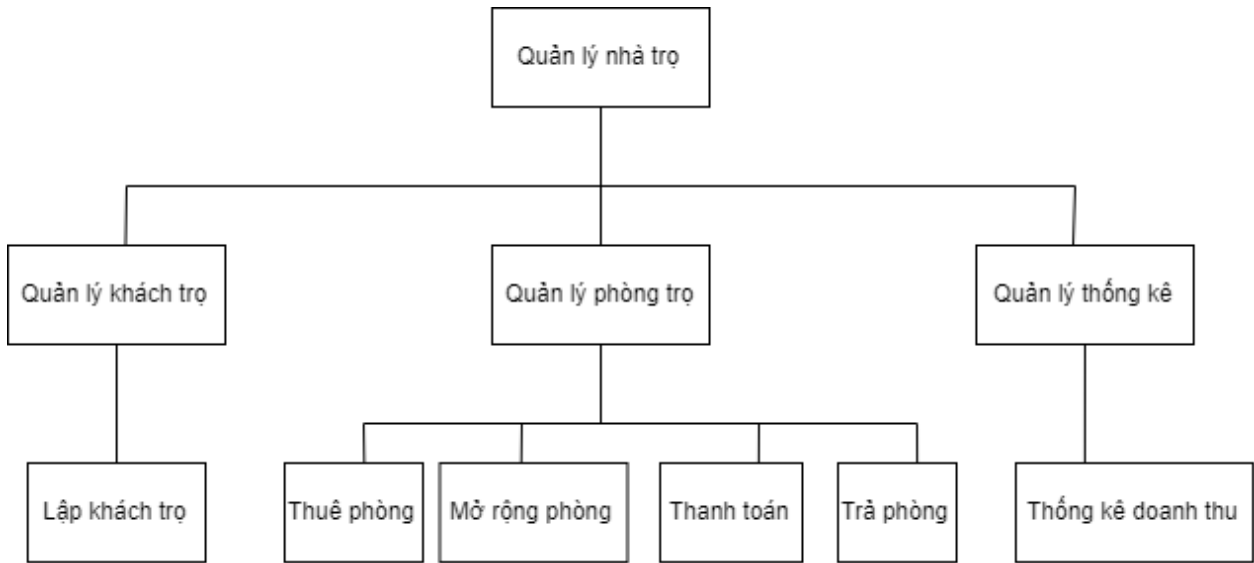 Quản lý nhà trọ
Quản lý khách trọ
Quản lý phòng trọ
Quản lý thống kê
Lập khách trọ
Thuê phòng
Mở rộng phòng
Thanh toán
Trả phòng
Thống kê doanh thu